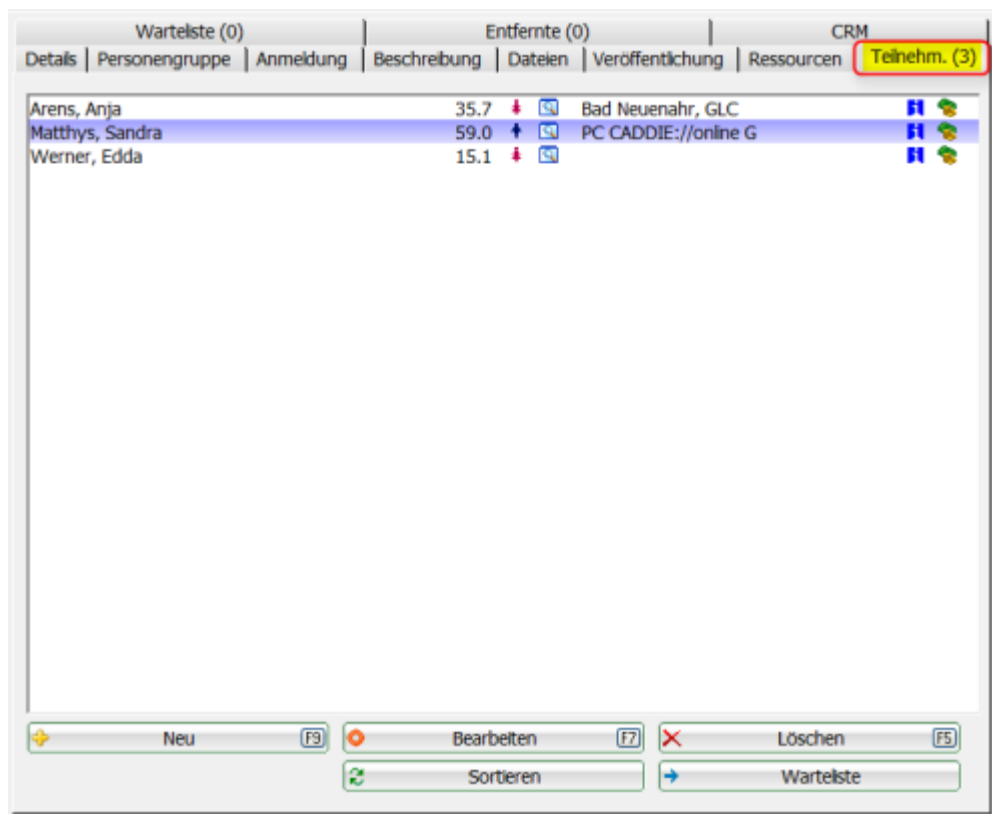 Warteliste (0) Entfernte (0) CRM
Details Personengruppe Anmeldung Beschreibung Dateien Veröffentlichung Ressourcen Teilnehm. (3)
Arens, Anja 35.7 Bad Neuenahr, GLC
Matthys, Sandra 59.0 PC CADDIE://online G
Werner, Edda 15.1
Neu F9 Bearbeiten F7 Löschen F5
Sortieren Warteliste